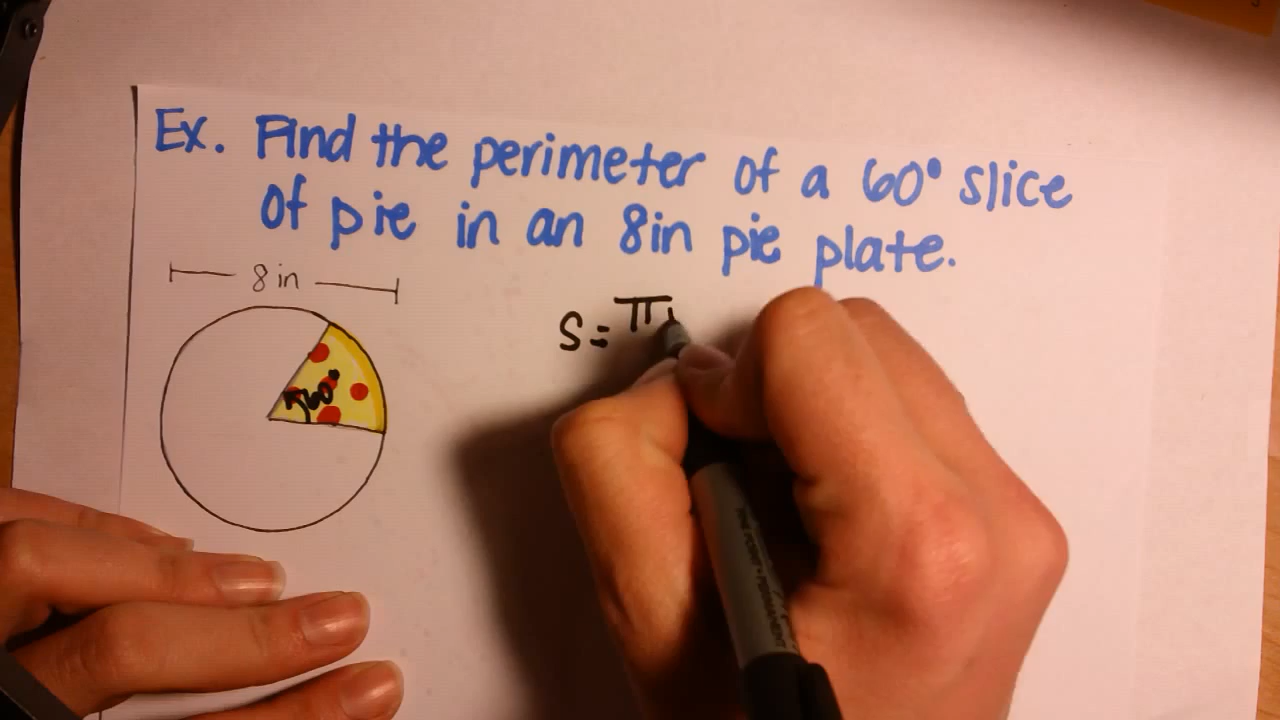 Ex. Find the perimeter of a 60° slice
of pie in an 8in pie plate.
8 in
S = π
60°